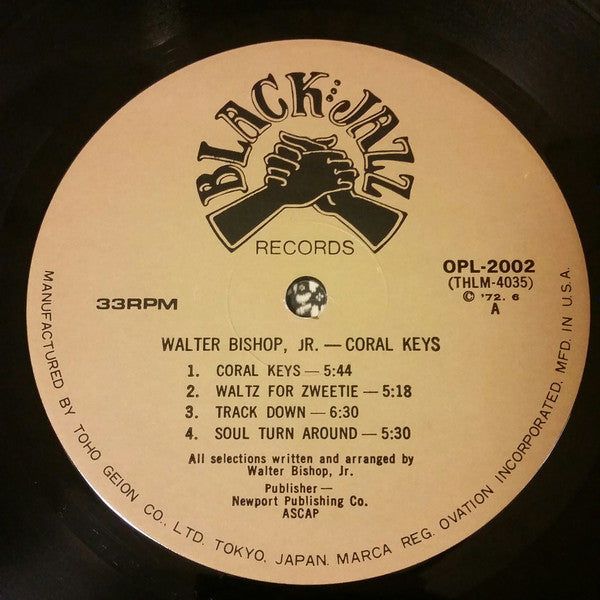 BLACK JAZZ
RECORDS
OPL-2002
(THLM-4035)
© '72. 6
A
33RPM
WALTER BISHOP, JR. — CORAL KEYS
1. CORAL KEYS — 5:44
2. WALTZ FOR ZWEETIE — 5:18
3. TRACK DOWN — 6:30
4. SOUL TURN AROUND — 5:30
All selections written and arranged by
Walter Bishop, Jr.
Publisher —
Newport Publishing Co.
ASCAP
MANUFACTURED BY TOHO GEION CO., LTD. TOKYO, JAPAN. MARCA REG. OVATION INCORPORATED. MFD. IN U.S.A.